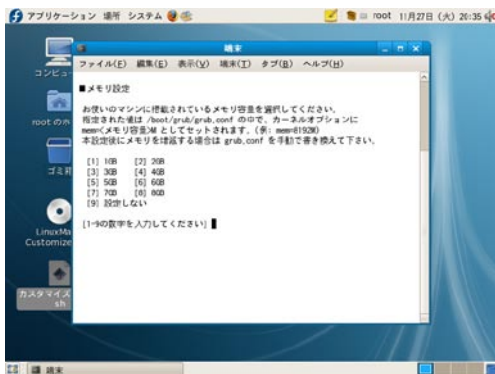 アプリケーション 場所 システム root 11月27日 (火) 20:35
端末
ファイル(F) 編集(E) 表示(V) 端末(T) タブ(B) ヘルプ(H)
コンピュー
root のホ
ゴミ箱
LinuxMa
Customize
カスタマイズ
sh
■メモリ設定
お使いのマシンに搭載されているメモリ容量を選択してください。
指定された値は /boot/grub/grub.conf の中で、カーネルオプションに
mem=<メモリ容量>M としてセットされます。(例: mem=8192M)
本設定後にメモリを増減する場合は grub.conf を手動で書き換えて下さい。
[1] 1GB [2] 2GB
[3] 3GB [4] 4GB
[5] 5GB [6] 6GB
[7] 7GB [8] 8GB
[9] 設定しない
[1-9の数字を入力してください]
端末